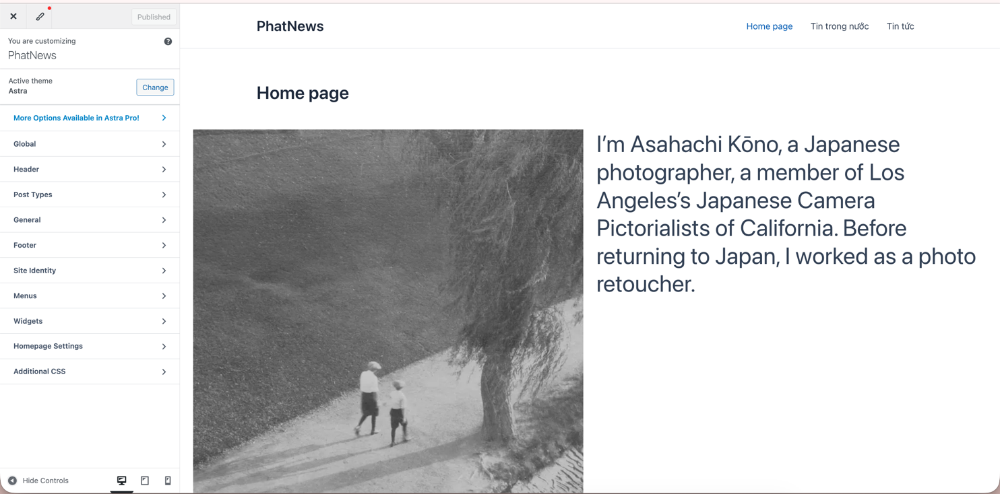 Published
You are customizing
PhatNews
Active theme
Astra
Change
More Options Available in Astra Pro!
Global
Header
Post Types
General
Footer
Site Identity
Menus
Widgets
Homepage Settings
Additional CSS
Hide Controls
PhatNews
Home page Tin trong nước Tin tức
Home page
I’m Asahachi Kōno, a Japanese
photographer, a member of Los
Angeles’s Japanese Camera
Pictorialists of California. Before
returning to Japan, I worked as a photo
retoucher.